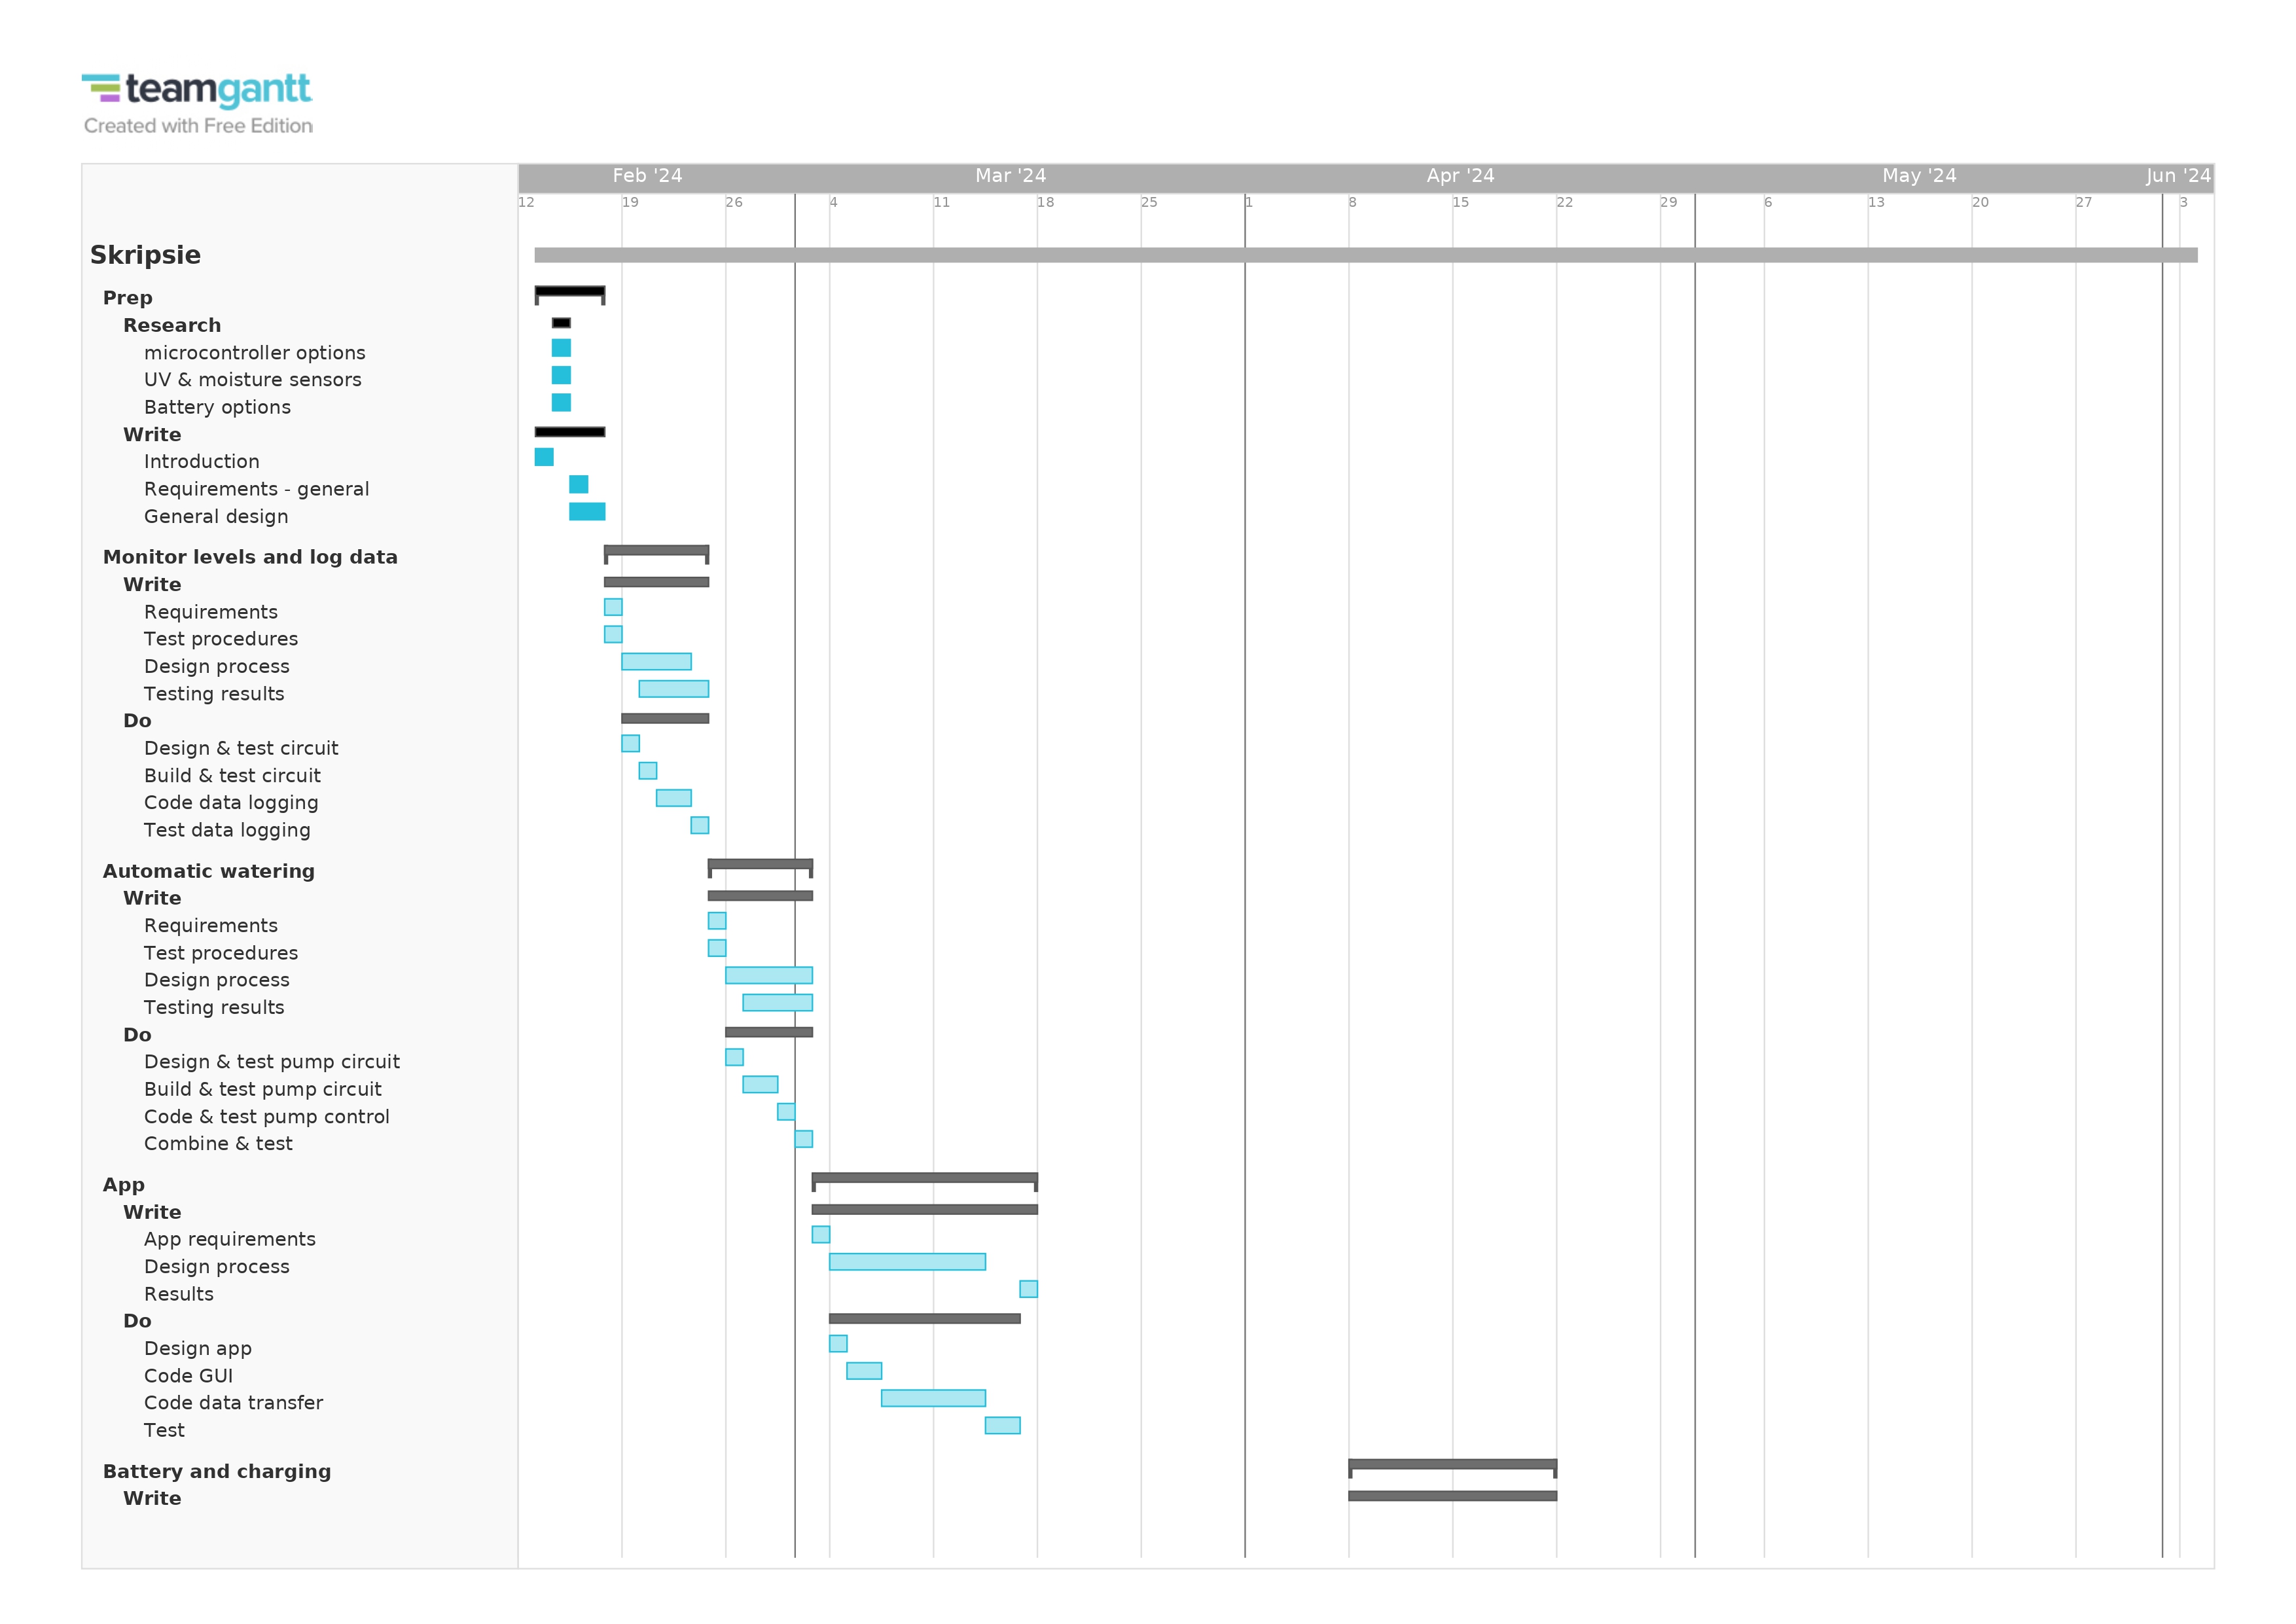 teamgantt
Created with Free Edition
Feb '24 Mar '24 Apr '24 May '24 Jun '24
12 19 26 4 11 18 25 1 8 15 22 29 6 13 20 27 3
Skripsie
Prep
Research
microcontroller options
UV & moisture sensors
Battery options
Write
Introduction
Requirements - general
General design
Monitor levels and log data
Write
Requirements
Test procedures
Design process
Testing results
Do
Design & test circuit
Build & test circuit
Code data logging
Test data logging
Automatic watering
Write
Requirements
Test procedures
Design process
Testing results
Do
Design & test pump circuit
Build & test pump circuit
Code & test pump control
Combine & test
App
Write
App requirements
Design process
Results
Do
Design app
Code GUI
Code data transfer
Test
Battery and charging
Write